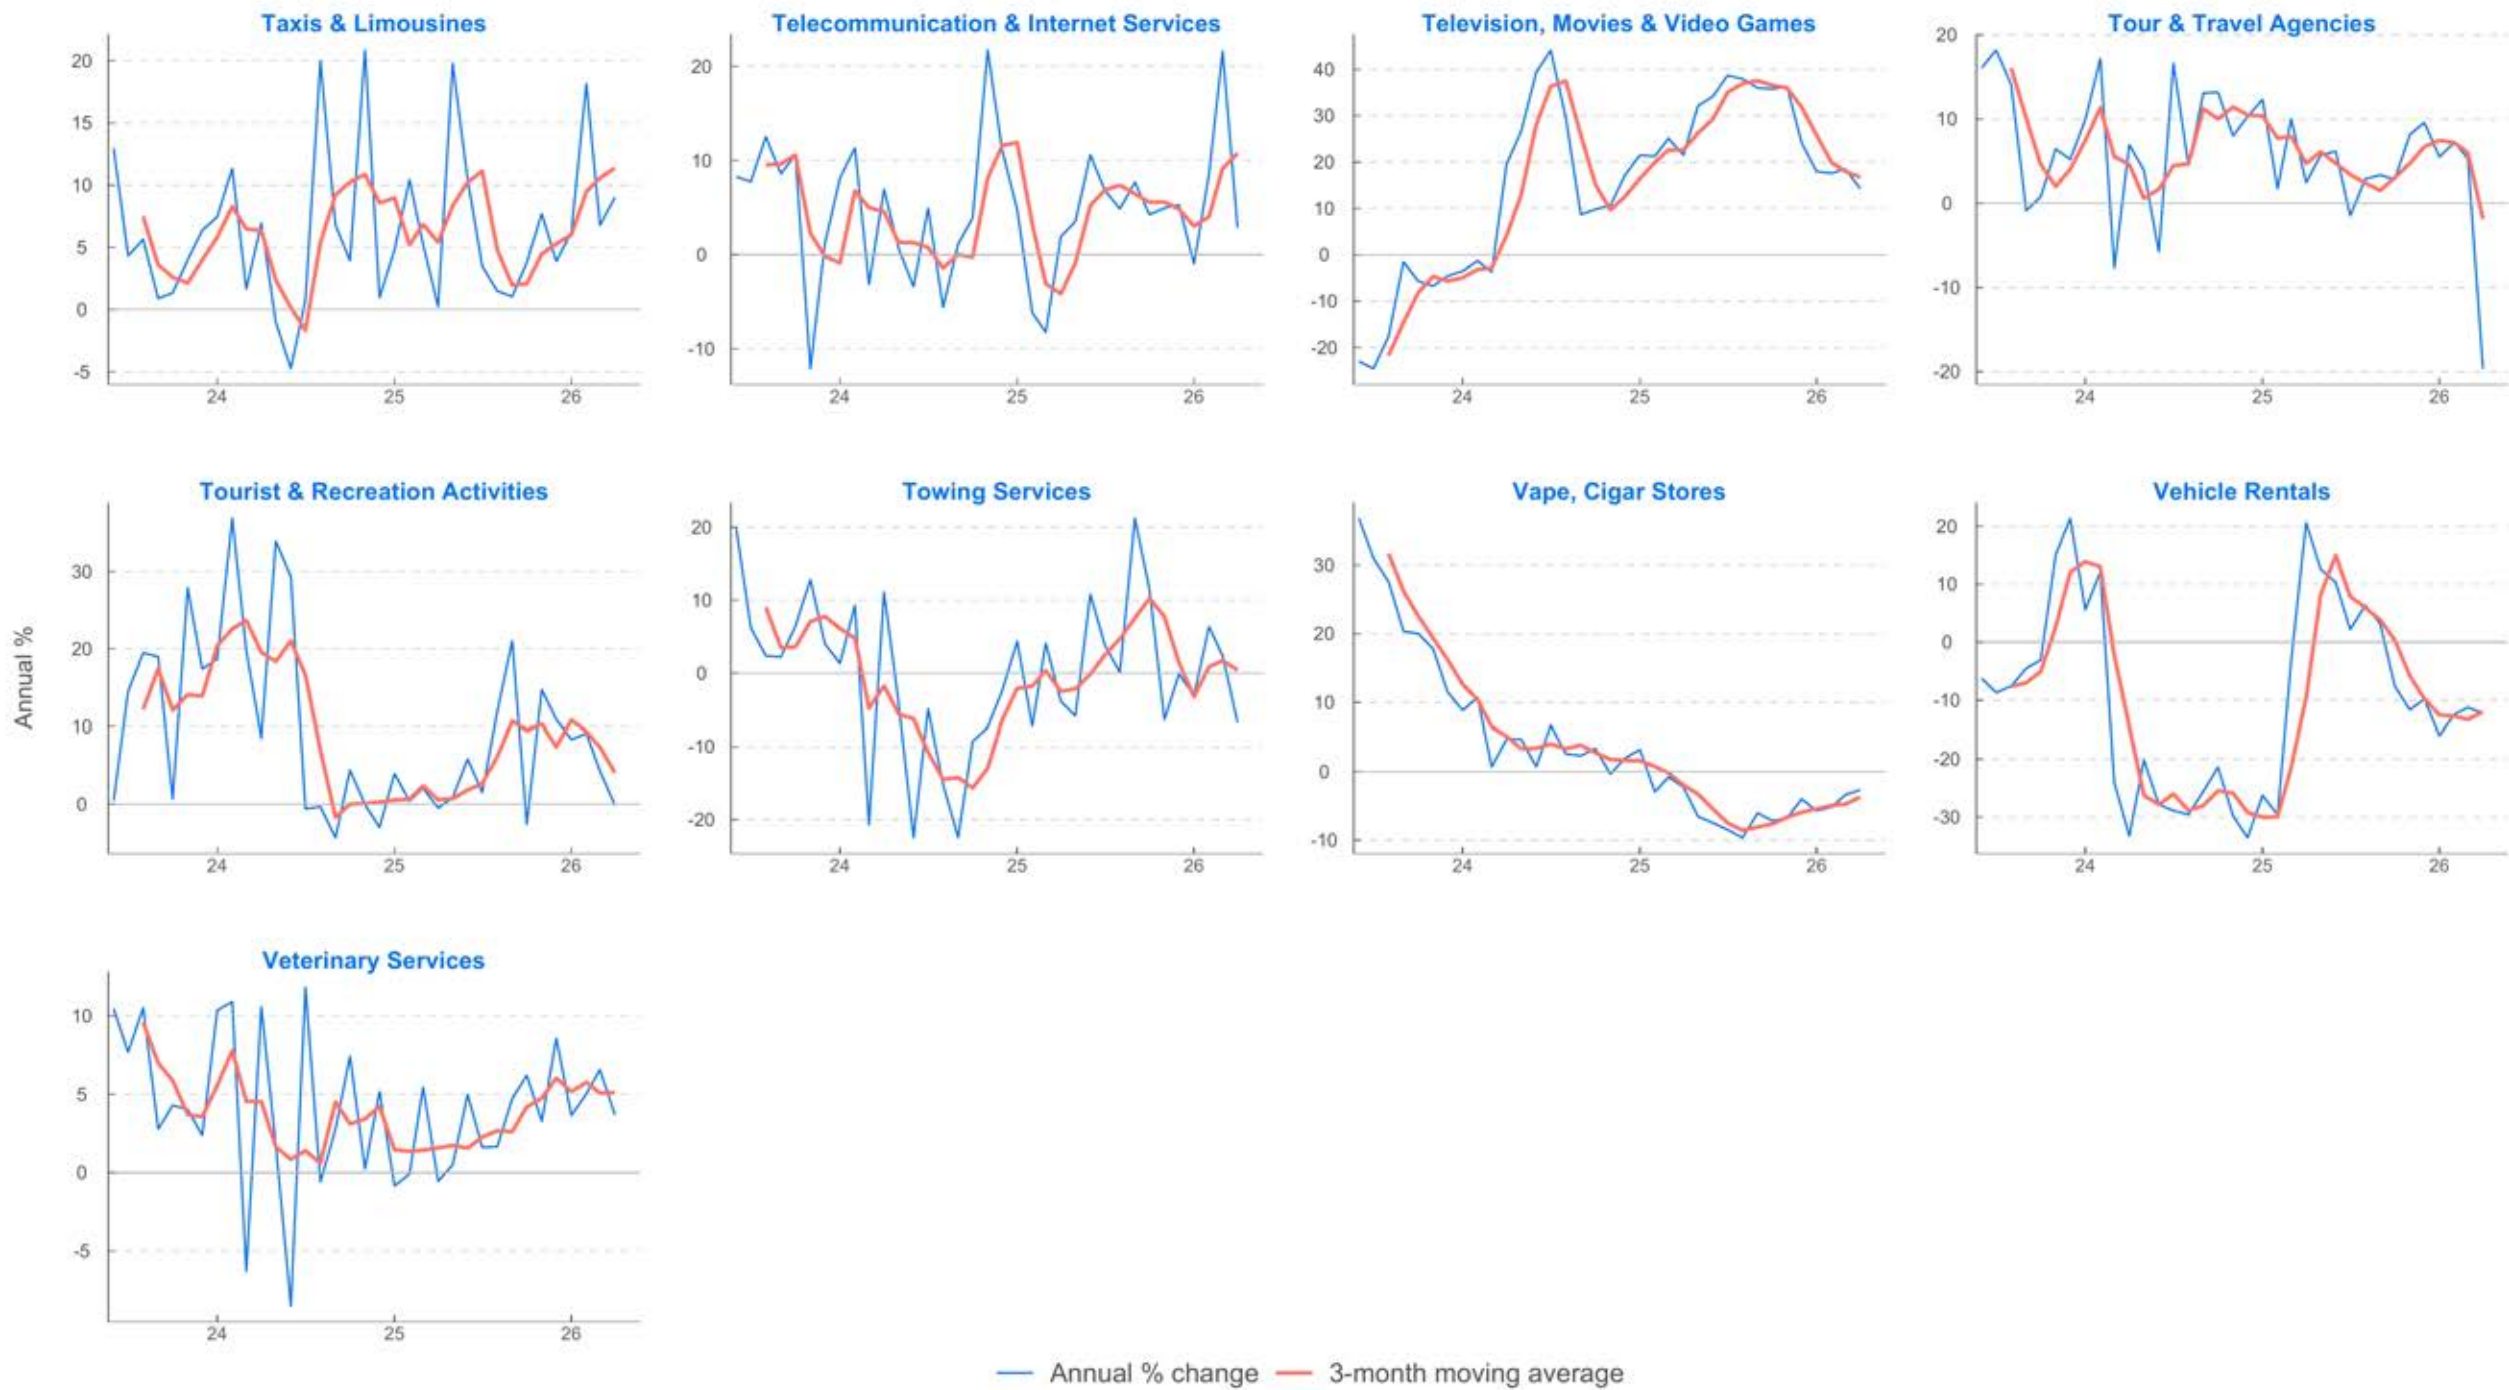 Taxis & Limousines
20
15
10
5
0
-5
24 25 26
Telecommunication & Internet Services
20
10
0
-10
24 25 26
Television, Movies & Video Games
40
30
20
10
0
-10
-20
24 25 26
Tour & Travel Agencies
20
10
0
-10
-20
24 25 26
Annual %
Tourist & Recreation Activities
30
20
10
0
24 25 26
Towing Services
20
10
0
-10
-20
24 25 26
Vape, Cigar Stores
30
20
10
0
-10
24 25 26
Vehicle Rentals
20
10
0
-10
-20
-30
24 25 26
Veterinary Services
10
5
0
-5
24 25 26
Annual % change 3-month moving average